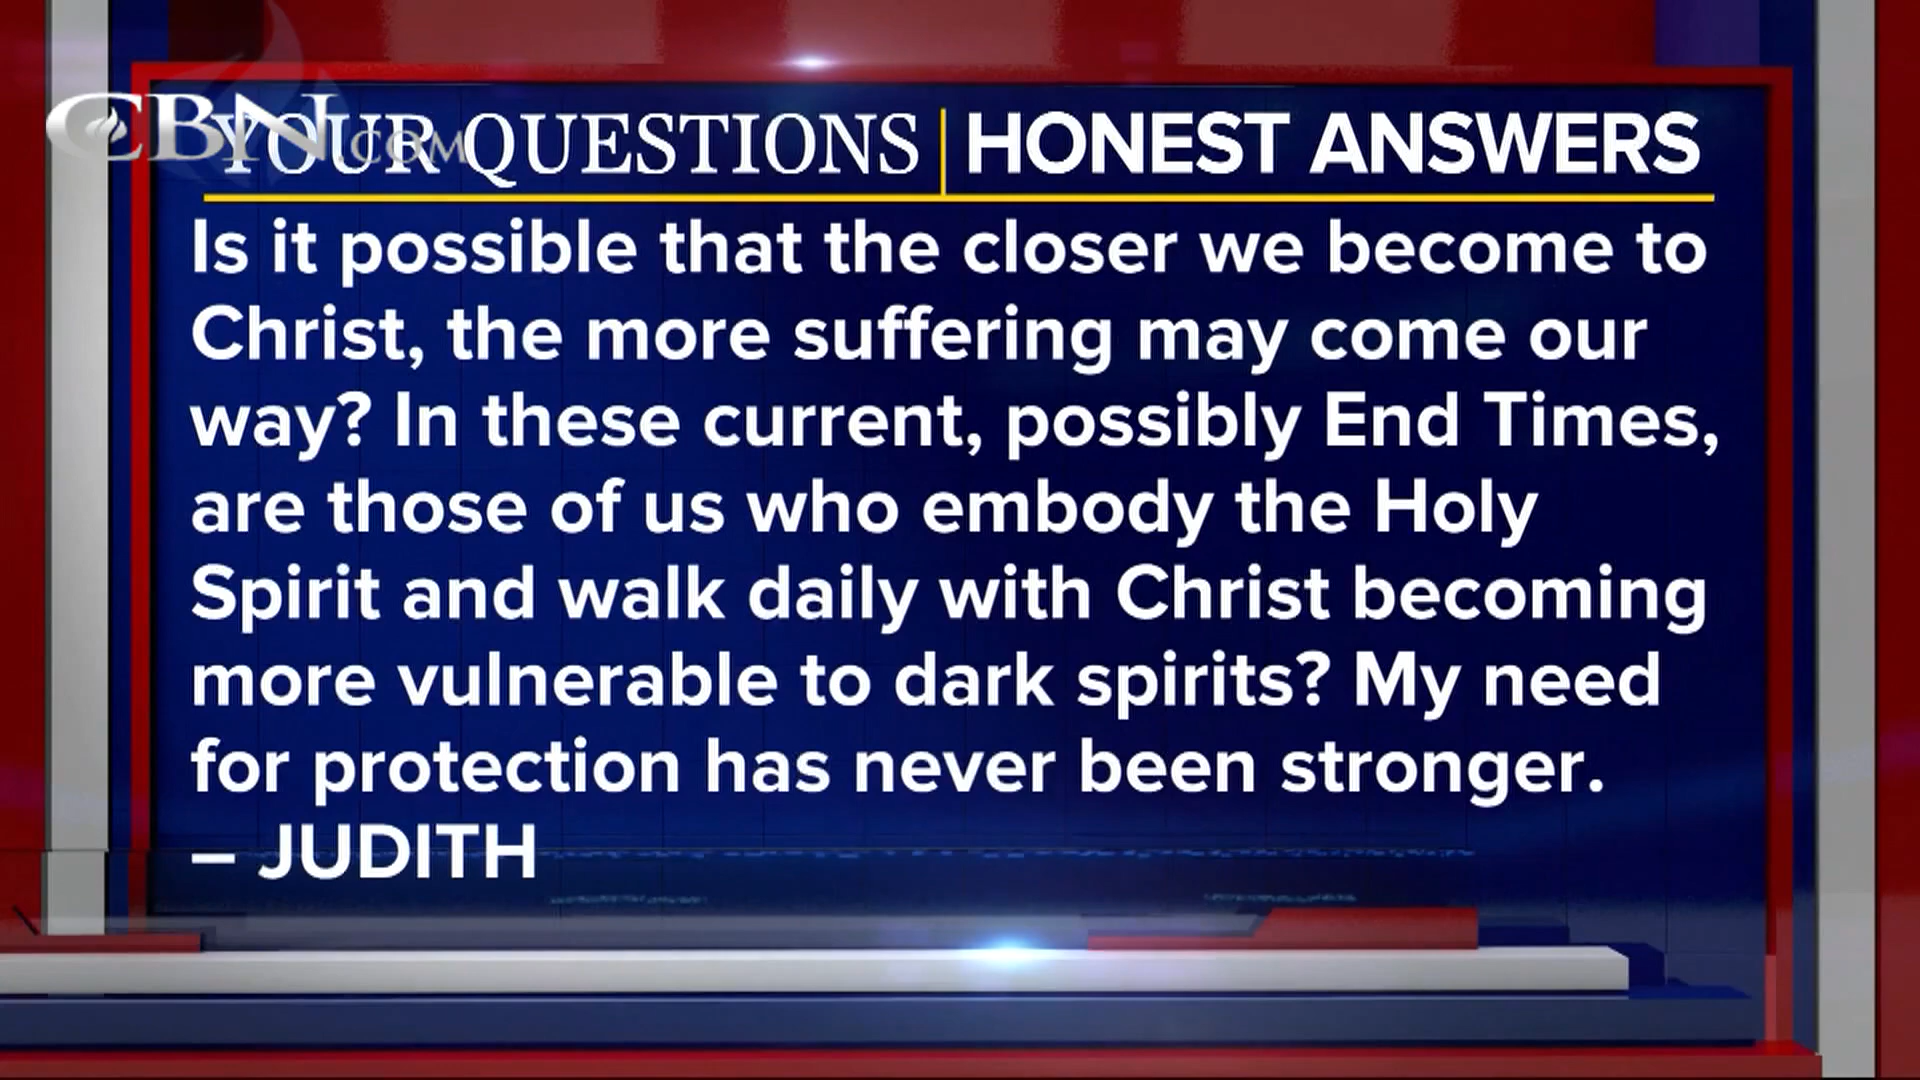 CBN.COM
YOUR QUESTIONS | HONEST ANSWERS
Is it possible that the closer we become to
Christ, the more suffering may come our
way? In these current, possibly End Times,
are those of us who embody the Holy
Spirit and walk daily with Christ becoming
more vulnerable to dark spirits? My need
for protection has never been stronger.
– JUDITH